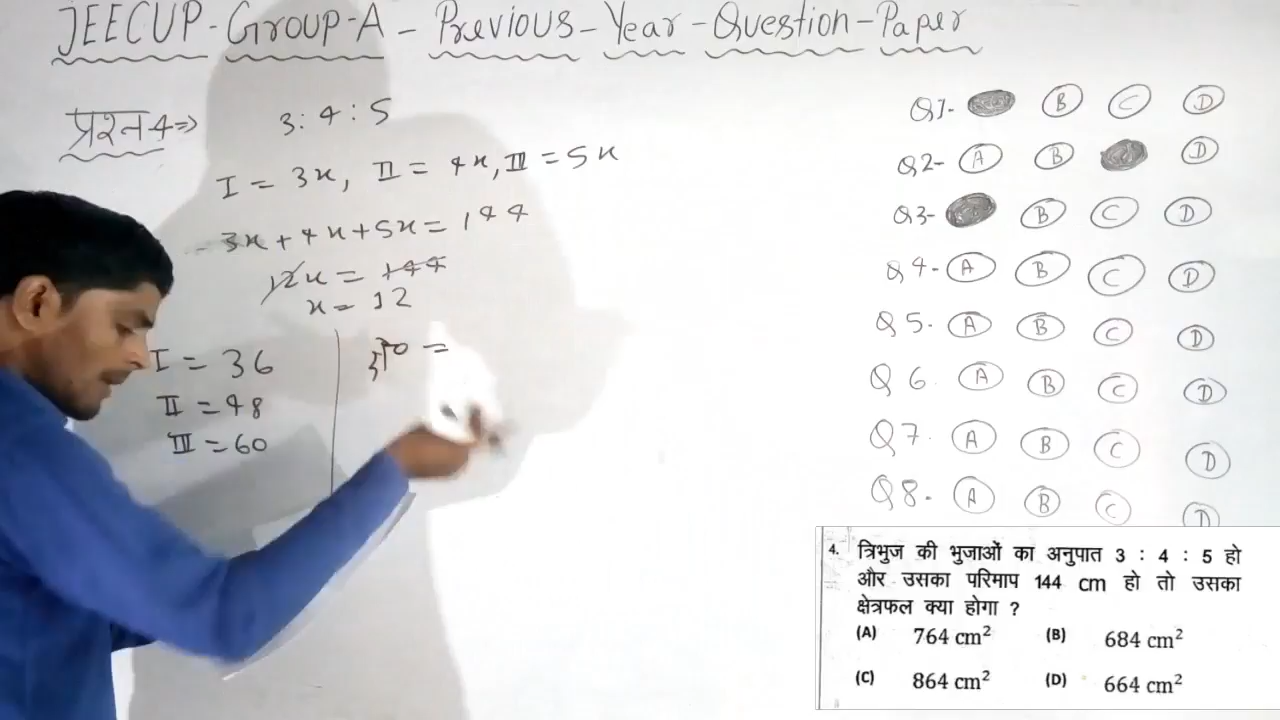 JEECUP-Group-A-Previous-Year-Question-Paper
प्रश्न 4⇒
3:4:5
I = 3x, II = 4x, III = 5x
3x+4x+5x=144
12x = 144
x = 12
I = 36
II = 48
III = 60
क्षे० =
Q1- B C D
Q2- A B D
Q3- B C D
Q4- A B C D
Q5. A B C D
Q6. A B C D
Q7. A B C D
Q8. A B C D
4. त्रिभुज की भुजाओं का अनुपात 3 : 4 : 5 हो
और उसका परिमाप 144 cm हो तो उसका
क्षेत्रफल क्या होगा ?
(A) 764 cm² (B) 684 cm²
(C) 864 cm² (D) 664 cm²